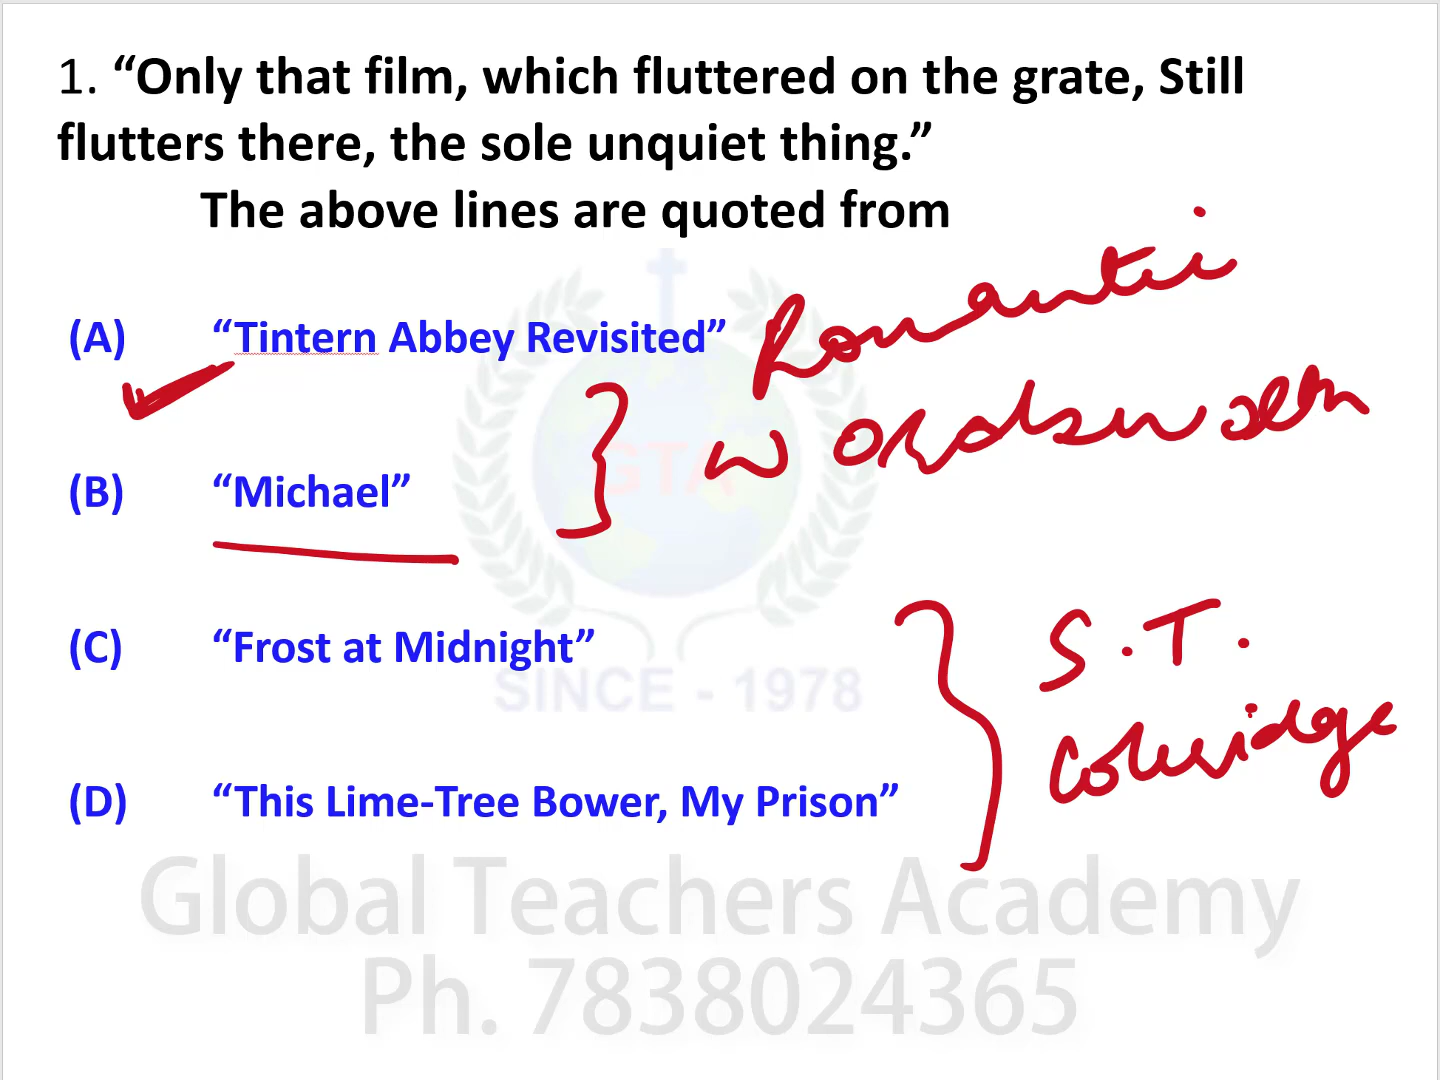 1. “Only that film, which fluttered on the grate, Still
flutters there, the sole unquiet thing.”
The above lines are quoted from
(A) “Tintern Abbey Revisited”
Romantic
Wordsworth
(B) “Michael”
GTA
(C) “Frost at Midnight”
S.T.
Coleridge
SINCE - 1978
(D) “This Lime-Tree Bower, My Prison”
Global Teachers Academy
Ph. 7838024365